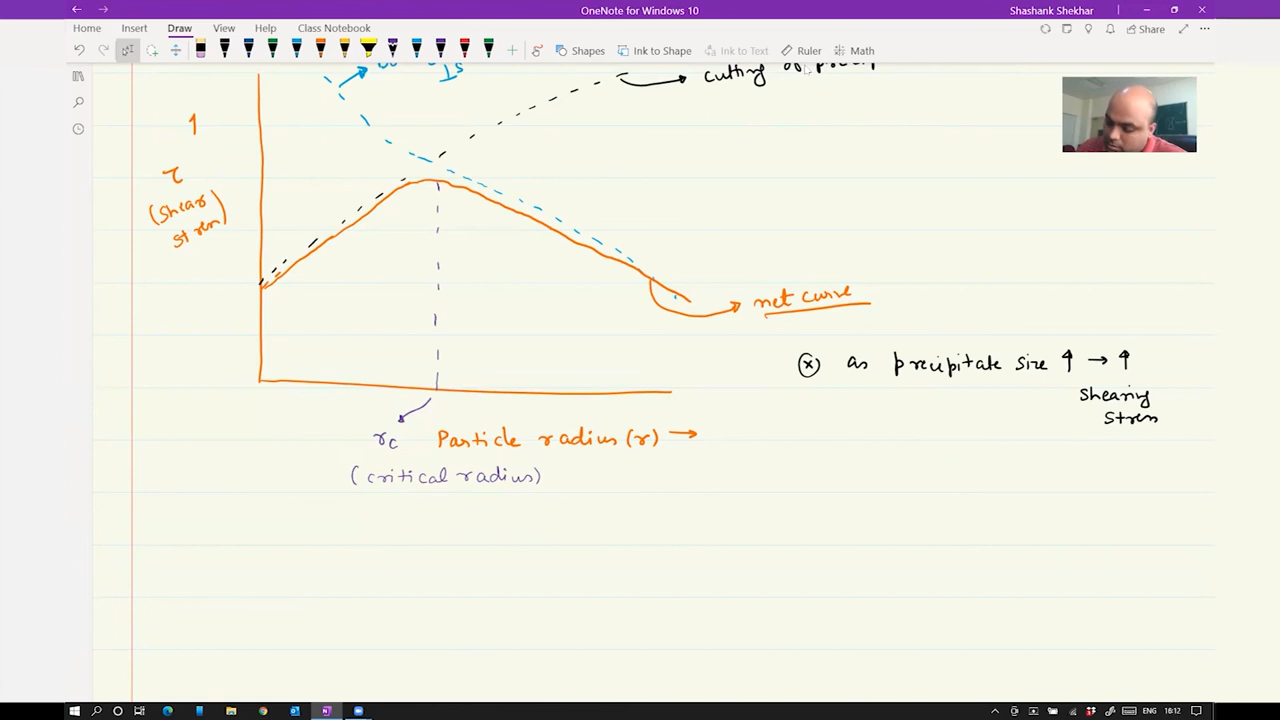 OneNote for Windows 10
Shashank Shekhar
Home Insert Draw View Help Class Notebook
Shapes Ink to Shape Ink to Text Ruler Math Share
cutting
τ
(shear
stress)
net curve
ⓧ as precipitate size ↑ → ↑
Shearing
Stress
rc Particle radius (r) →
(critical radius)
ENG 16:12